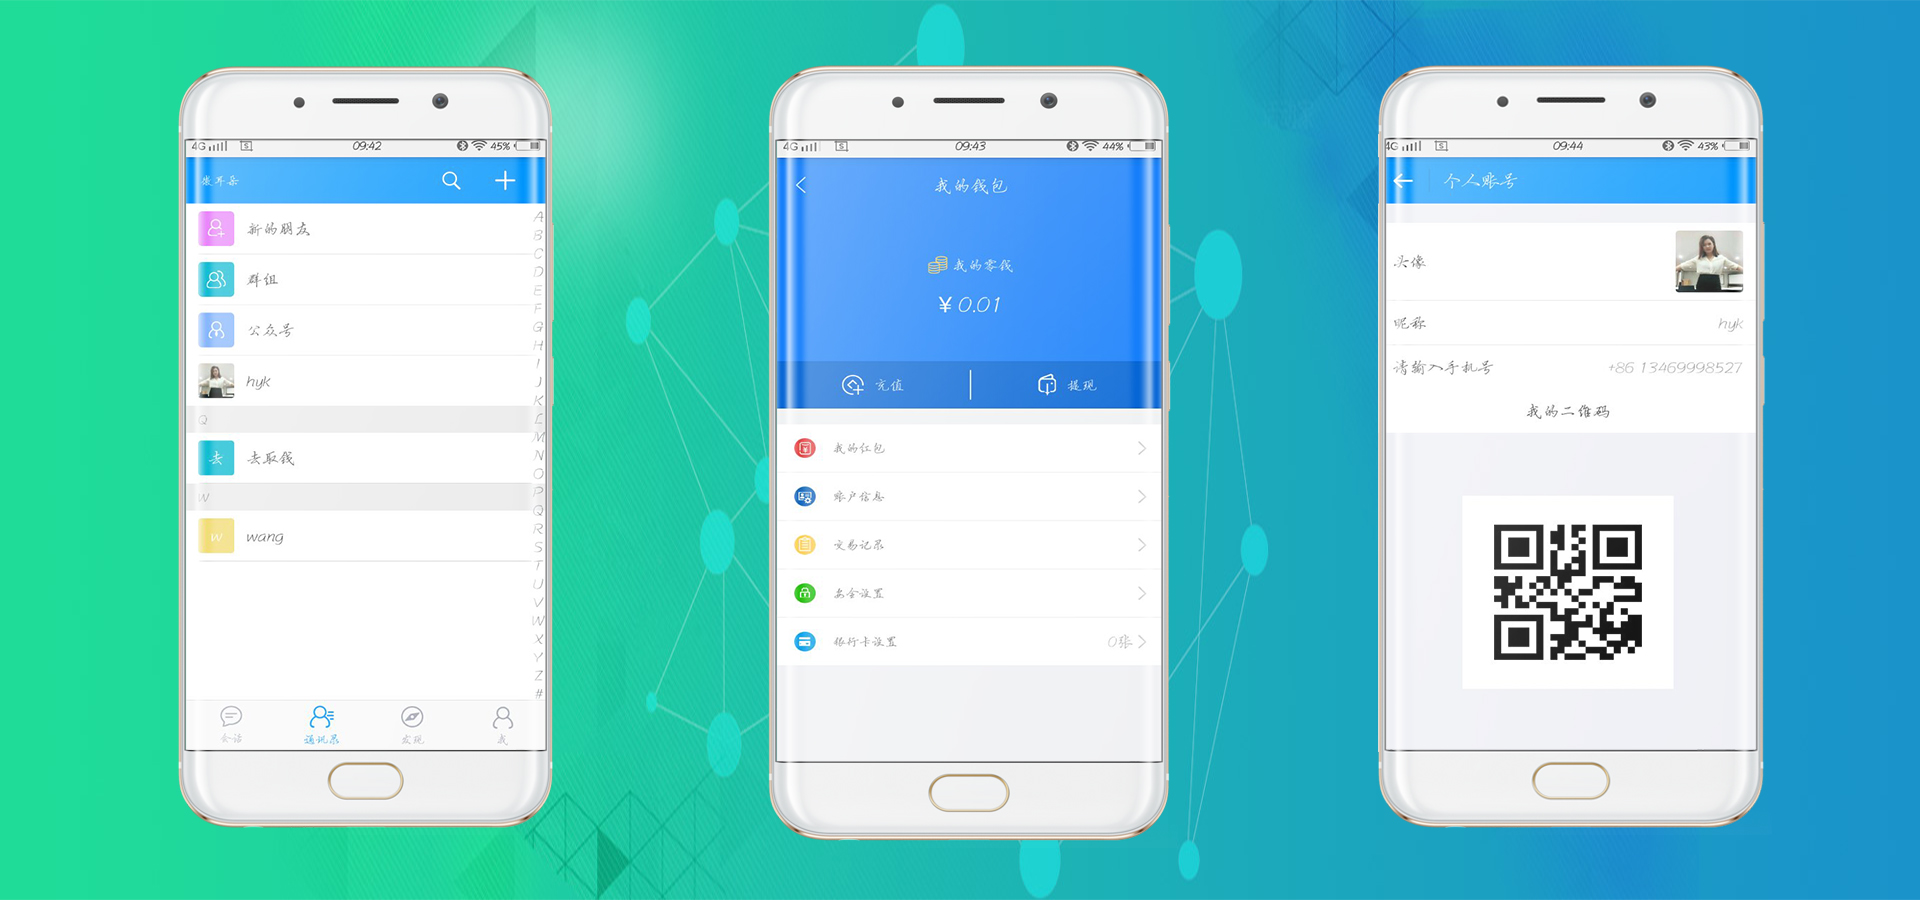 4G 09:42 45%
新的朋友
群组
公众号
hyk
Q
去 去取钱
W
w wang
A
B
C
D
E
F
G
H
I
J
K
L
M
N
O
P
Q
R
S
T
U
V
W
X
Y
Z
#
会话 通讯录 发现 我
4G 09:43 44%
我的钱包
我的零钱
¥ 0.01
充值 提现
我的红包
账户信息
交易记录
安全设置
银行卡设置 0张
4G 09:44 43%
个人账号
头像
昵称 hyk
请输入手机号 +86 13469998527
我的二维码